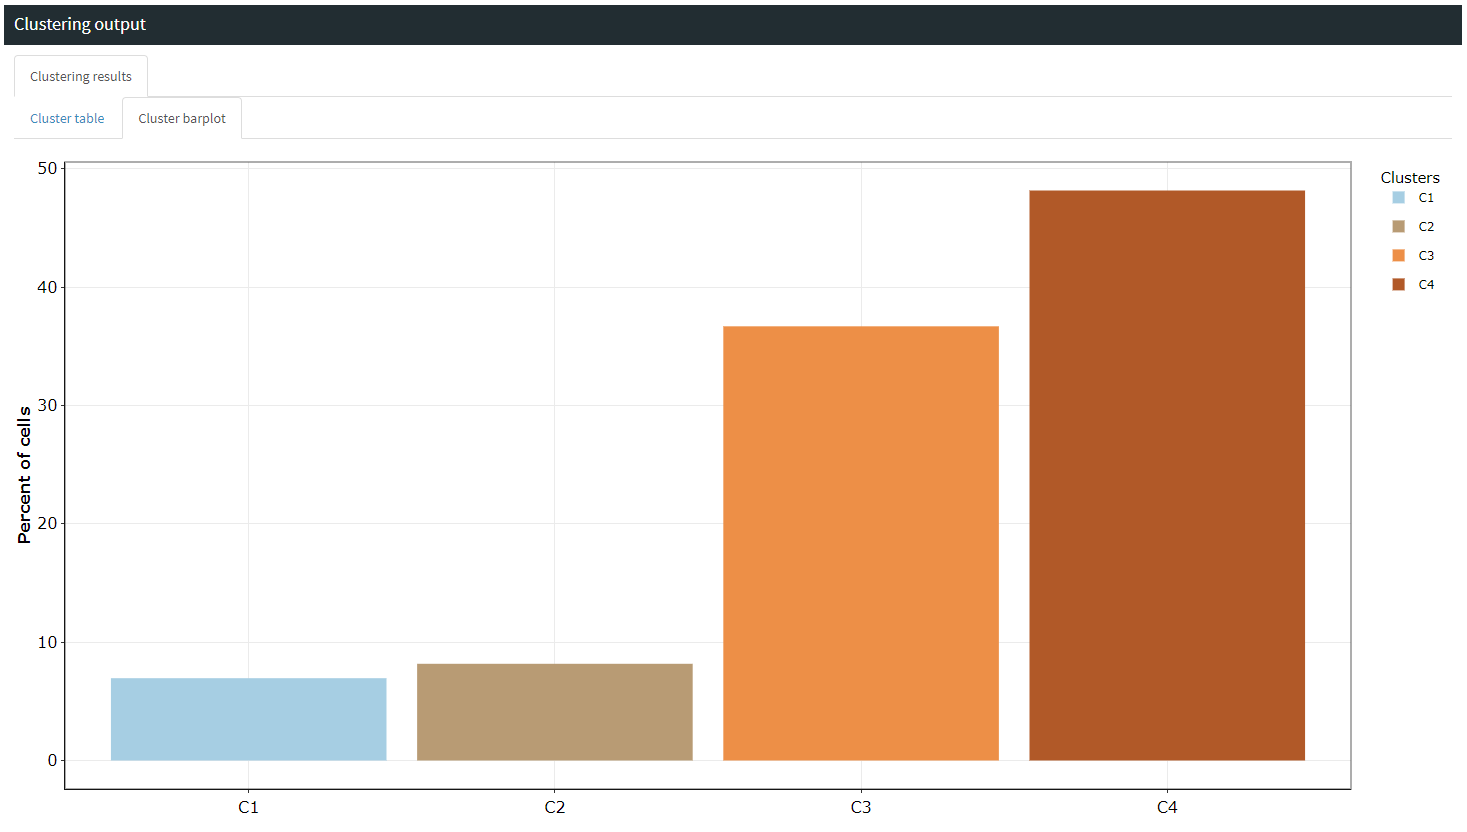 Clustering output
Clustering results
Cluster table
Cluster barplot
50
40
30
20
10
0
Percent of cells
C1
C2
C3
C4
Clusters
C1
C2
C3
C4